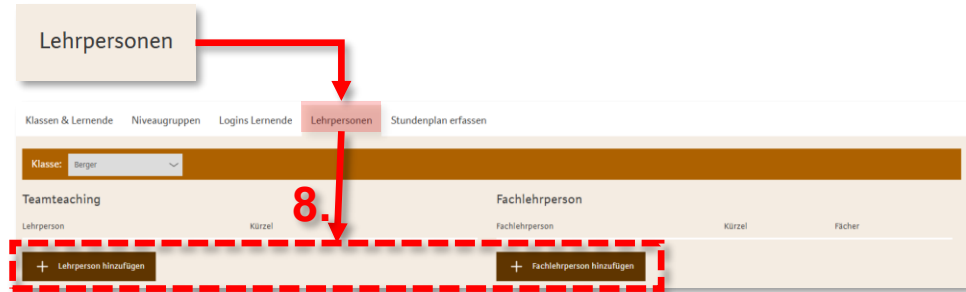 Lehrpersonen
Klassen & Lernende Niveaugruppen Logins Lernende Lehrpersonen Stundenplan erfassen
Klasse: Berger
Teamteaching Fachlehrperson
8.
Lehrperson Kürzel Fachlehrperson Kürzel Fächer
+ Lehrperson hinzufügen + Fachlehrperson hinzufügen